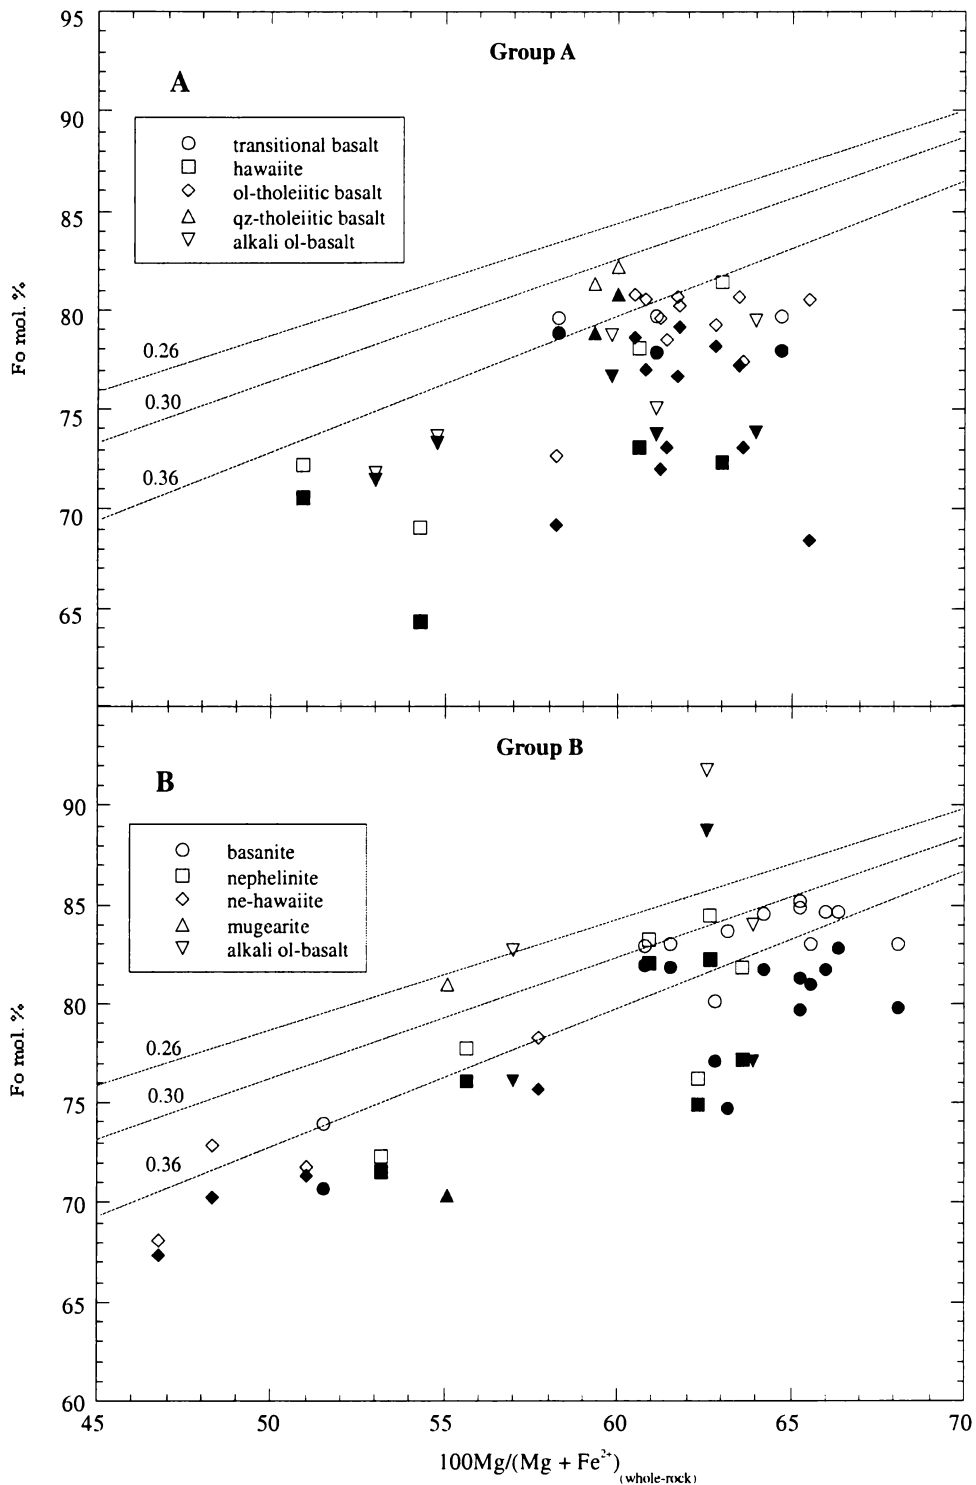 95
Group A
A
90
transitional basalt
hawaiite
ol-tholeiitic basalt
qz-tholeiitic basalt
alkali ol-basalt
85
80
Fo mol. %
0.26
0.30
75
0.36
70
65
Group B
B
90
basanite
nephelinite
ne-hawaiite
mugearite
alkali ol-basalt
85
80
Fo mol. %
0.26
0.30
75
0.36
70
65
60
45 50 55 60 65 70
100Mg/(Mg + Fe²⁺)(whole-rock)